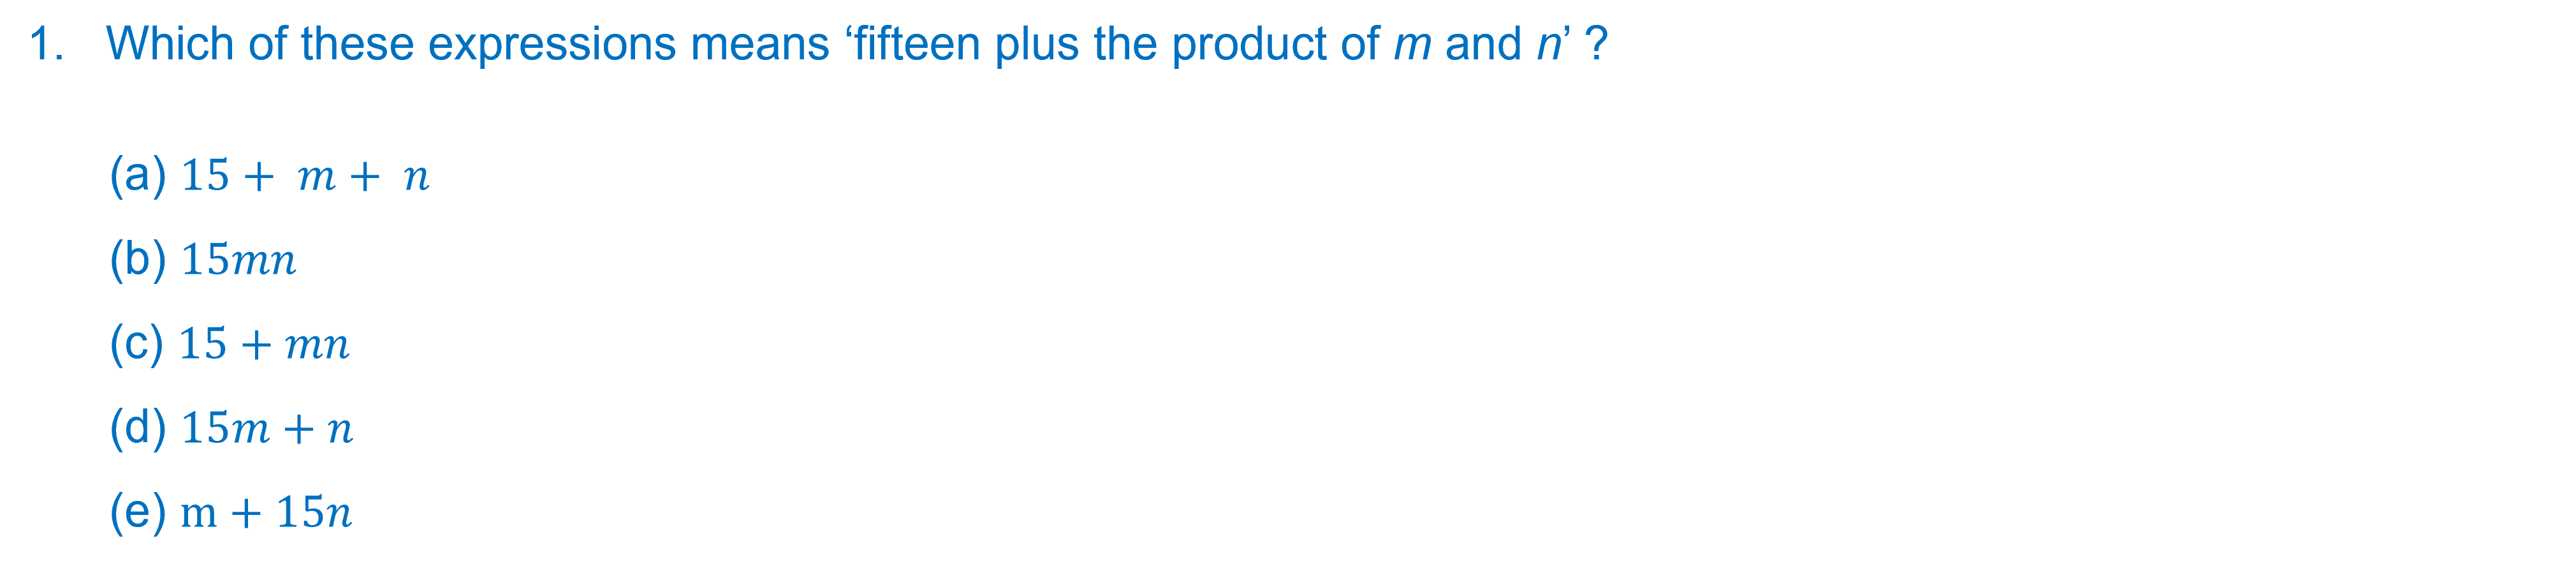 1. Which of these expressions means ‘fifteen plus the product of m and n’ ?
(a) 15 + m + n
(b) 15mn
(c) 15 + mn
(d) 15m + n
(e) m + 15n